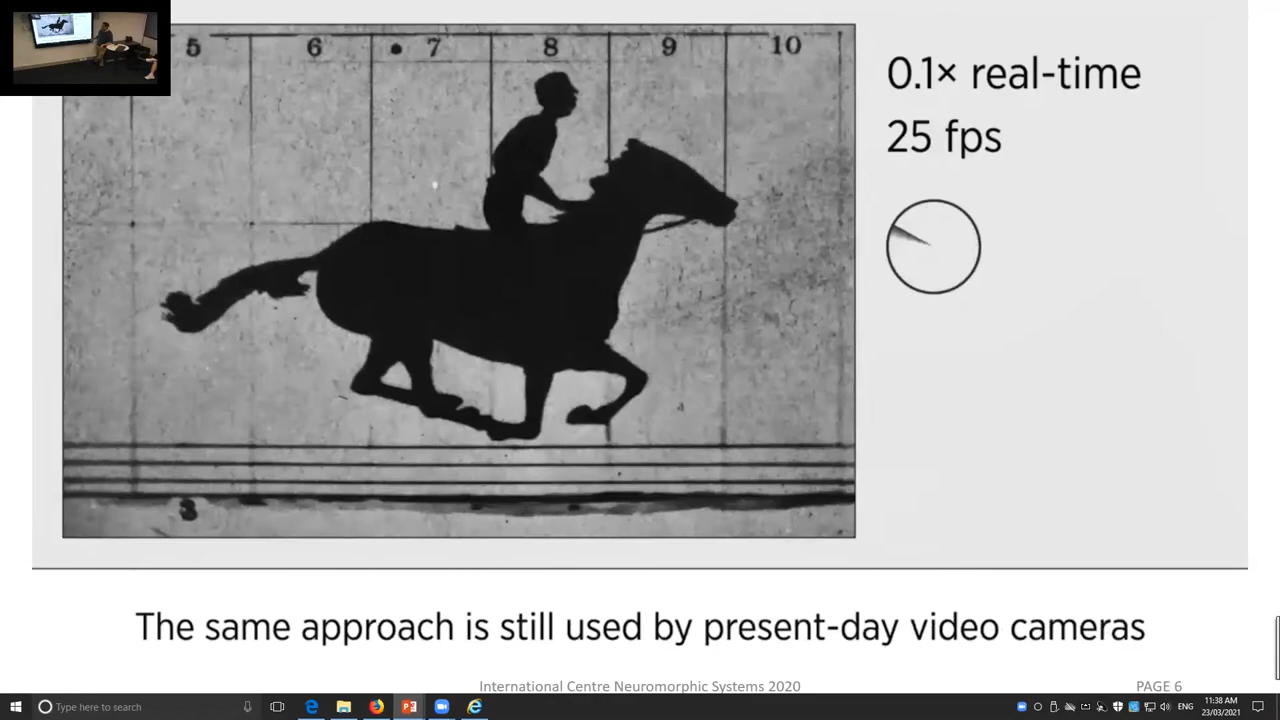 5 6 7 8 9 10
0.1× real-time
25 fps
3
The same approach is still used by present-day video cameras
International Centre Neuromorphic Systems 2020
PAGE 6
Type here to search
ENG
11:38 AM
23/03/2021